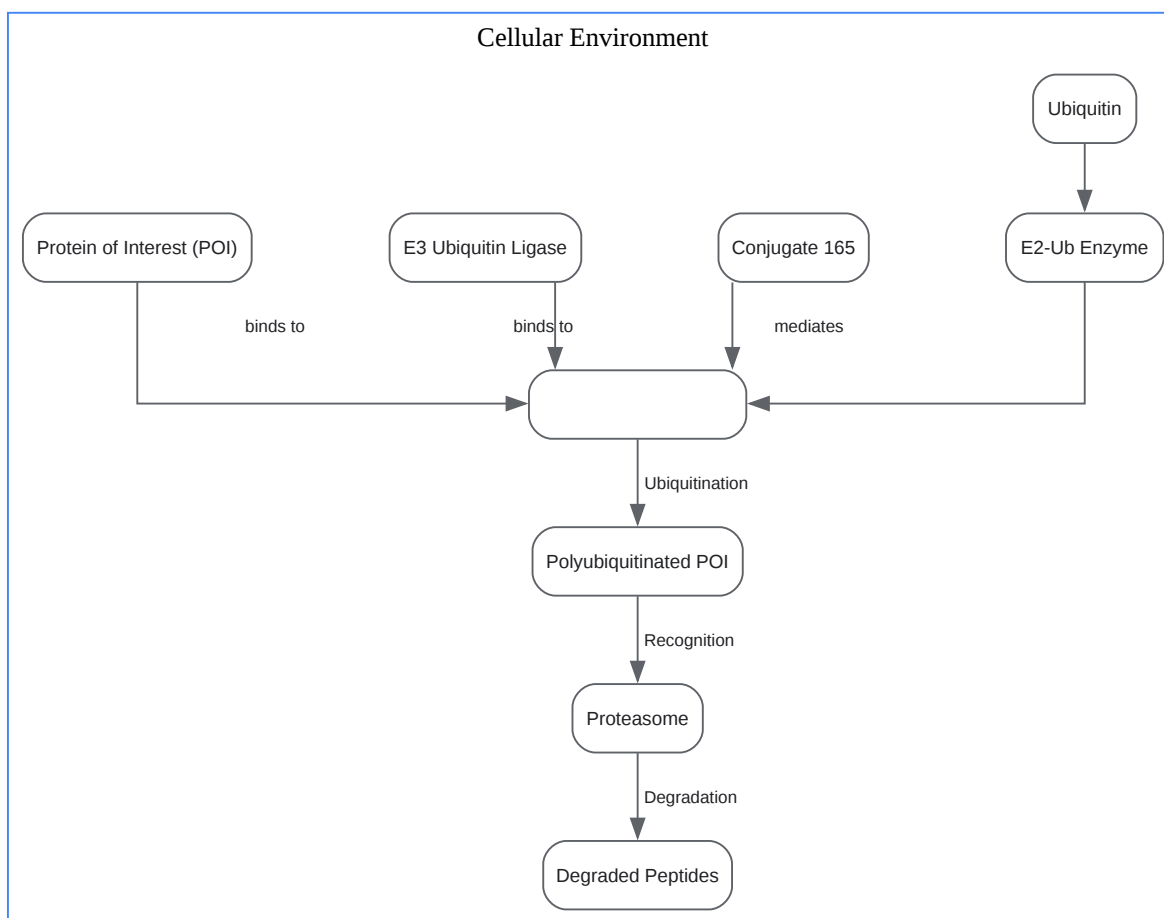 Cellular Environment
Ubiquitin
Protein of Interest (POI)
E3 Ubiquitin Ligase
Conjugate 165
E2-Ub Enzyme
binds to
binds to
mediates
Ubiquitination
Polyubiquitinated POI
Recognition
Proteasome
Degradation
Degraded Peptides